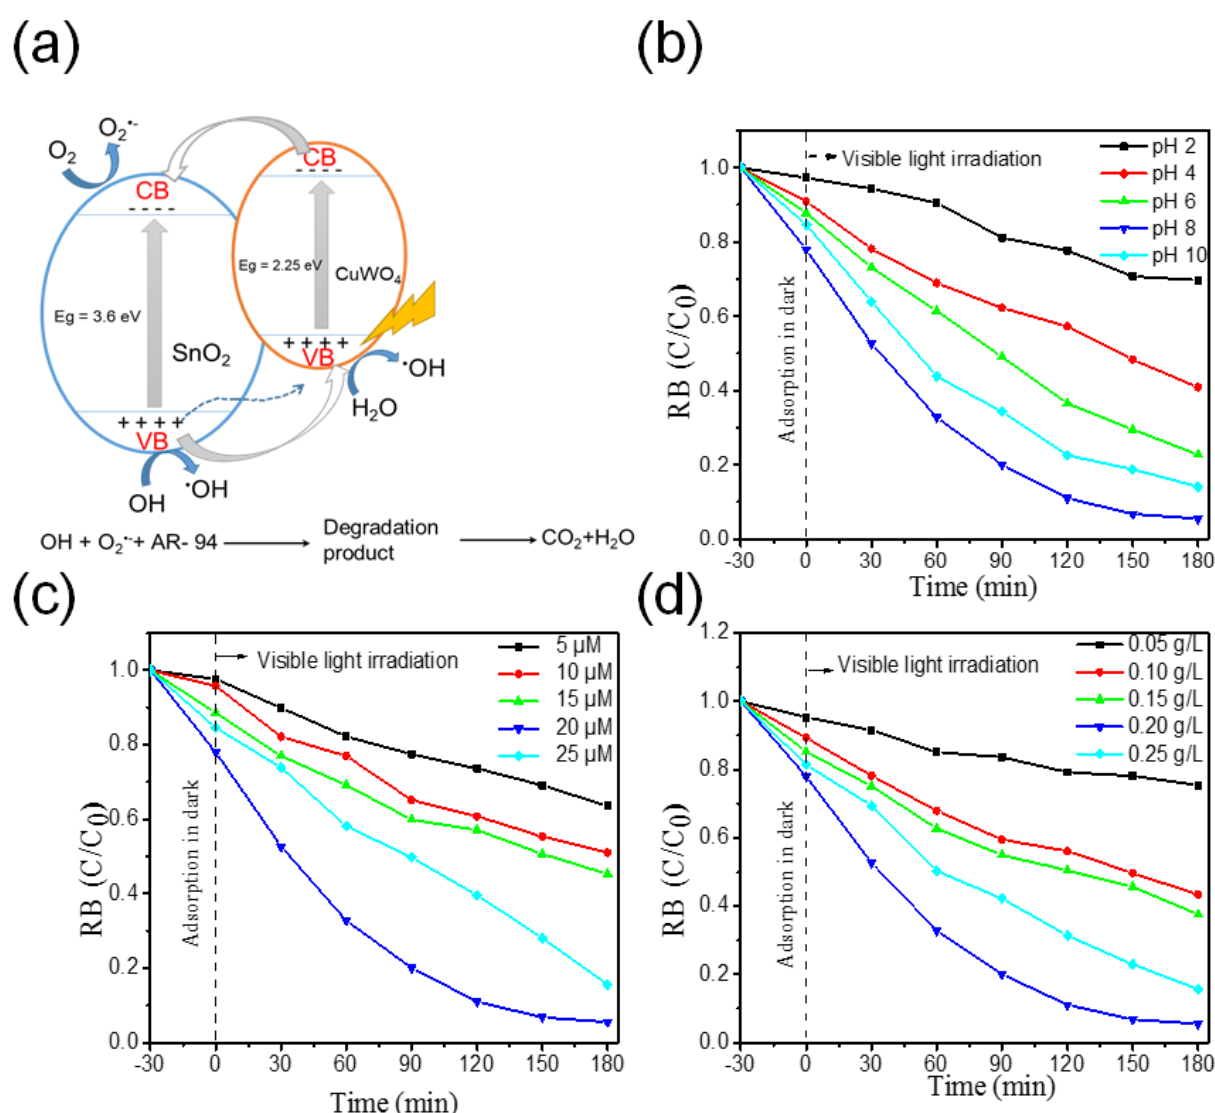 (a)
O₂
O₂•-
CB
- - - -
CB
- - - - -
Eg = 2.25 eV
CuWO₄
Eg = 3.6 eV
SnO₂
+ + + +
VB
•OH
H₂O
+ + + +
VB
OH
•OH
OH + O₂•-+ AR- 94
Degradation
product
CO₂+H₂O
(b)
RB (C/C0)
1.0
0.8
0.6
0.4
0.2
0.0
Adsorption in dark
Visible light irradiation
pH 2
pH 4
pH 6
pH 8
pH 10
-30 0 30 60 90 120 150 180
Time (min)
(c)
RB (C/C0)
1.0
0.8
0.6
0.4
0.2
0.0
Adsorption in dark
Visible light irradiation
5 µM
10 µM
15 µM
20 µM
25 µM
-30 0 30 60 90 120 150 180
Time (min)
(d)
RB (C/C0)
1.2
1.0
0.8
0.6
0.4
0.2
0.0
Adsorption in dark
Visible light irradiation
0.05 g/L
0.10 g/L
0.15 g/L
0.20 g/L
0.25 g/L
-30 0 30 60 90 120 150 180
Time (min)